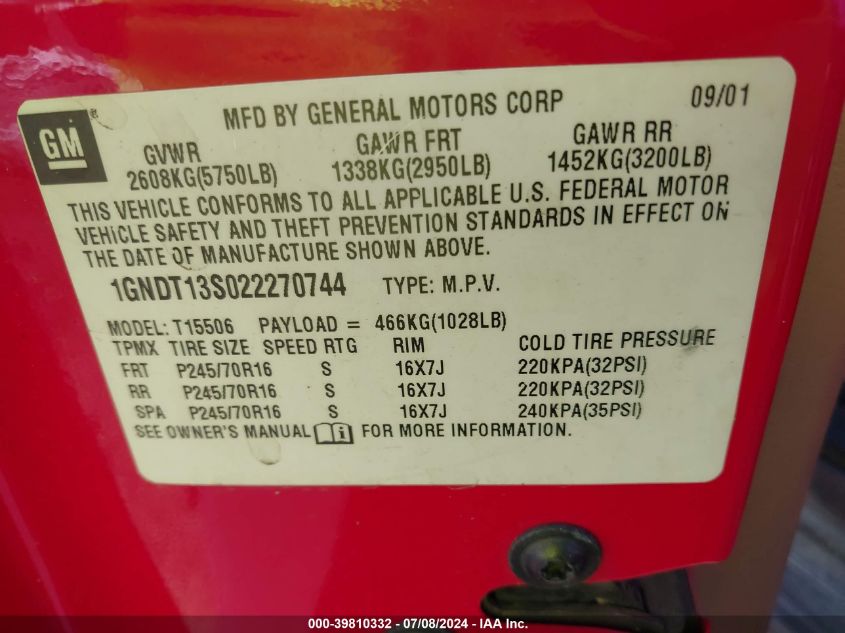 GM® MFD BY GENERAL MOTORS CORP 09/01
GVWR GAWR FRT GAWR RR
2608KG(5750LB) 1338KG(2950LB) 1452KG(3200LB)
THIS VEHICLE CONFORMS TO ALL APPLICABLE U.S. FEDERAL MOTOR
VEHICLE SAFETY AND THEFT PREVENTION STANDARDS IN EFFECT ON
THE DATE OF MANUFACTURE SHOWN ABOVE.
1GNDT13S022270744 TYPE: M.P.V.
MODEL: T15506 PAYLOAD = 466KG(1028LB)
TPMX TIRE SIZE SPEED RTG RIM COLD TIRE PRESSURE
FRT P245/70R16 S 16X7J 220KPA(32PSI)
RR P245/70R16 S 16X7J 220KPA(32PSI)
SPA P245/70R16 S 16X7J 240KPA(35PSI)
SEE OWNER'S MANUAL i FOR MORE INFORMATION.
000-39810332 - 07/08/2024 - IAA Inc.